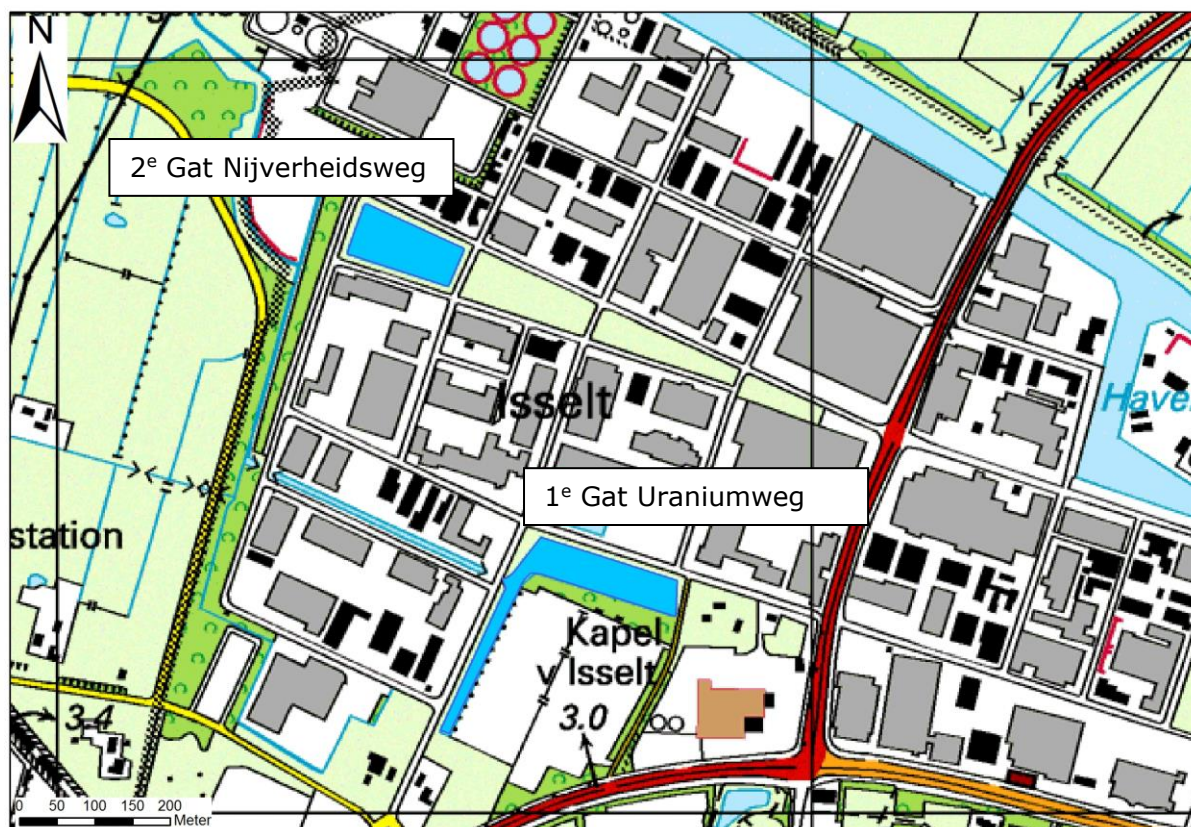 N
2e Gat Nijverheidsweg
Isselt
Have
1e Gat Uraniumweg
station
Kapel
v Isselt
3.0
3.4
0 50 100 150 200
Meter